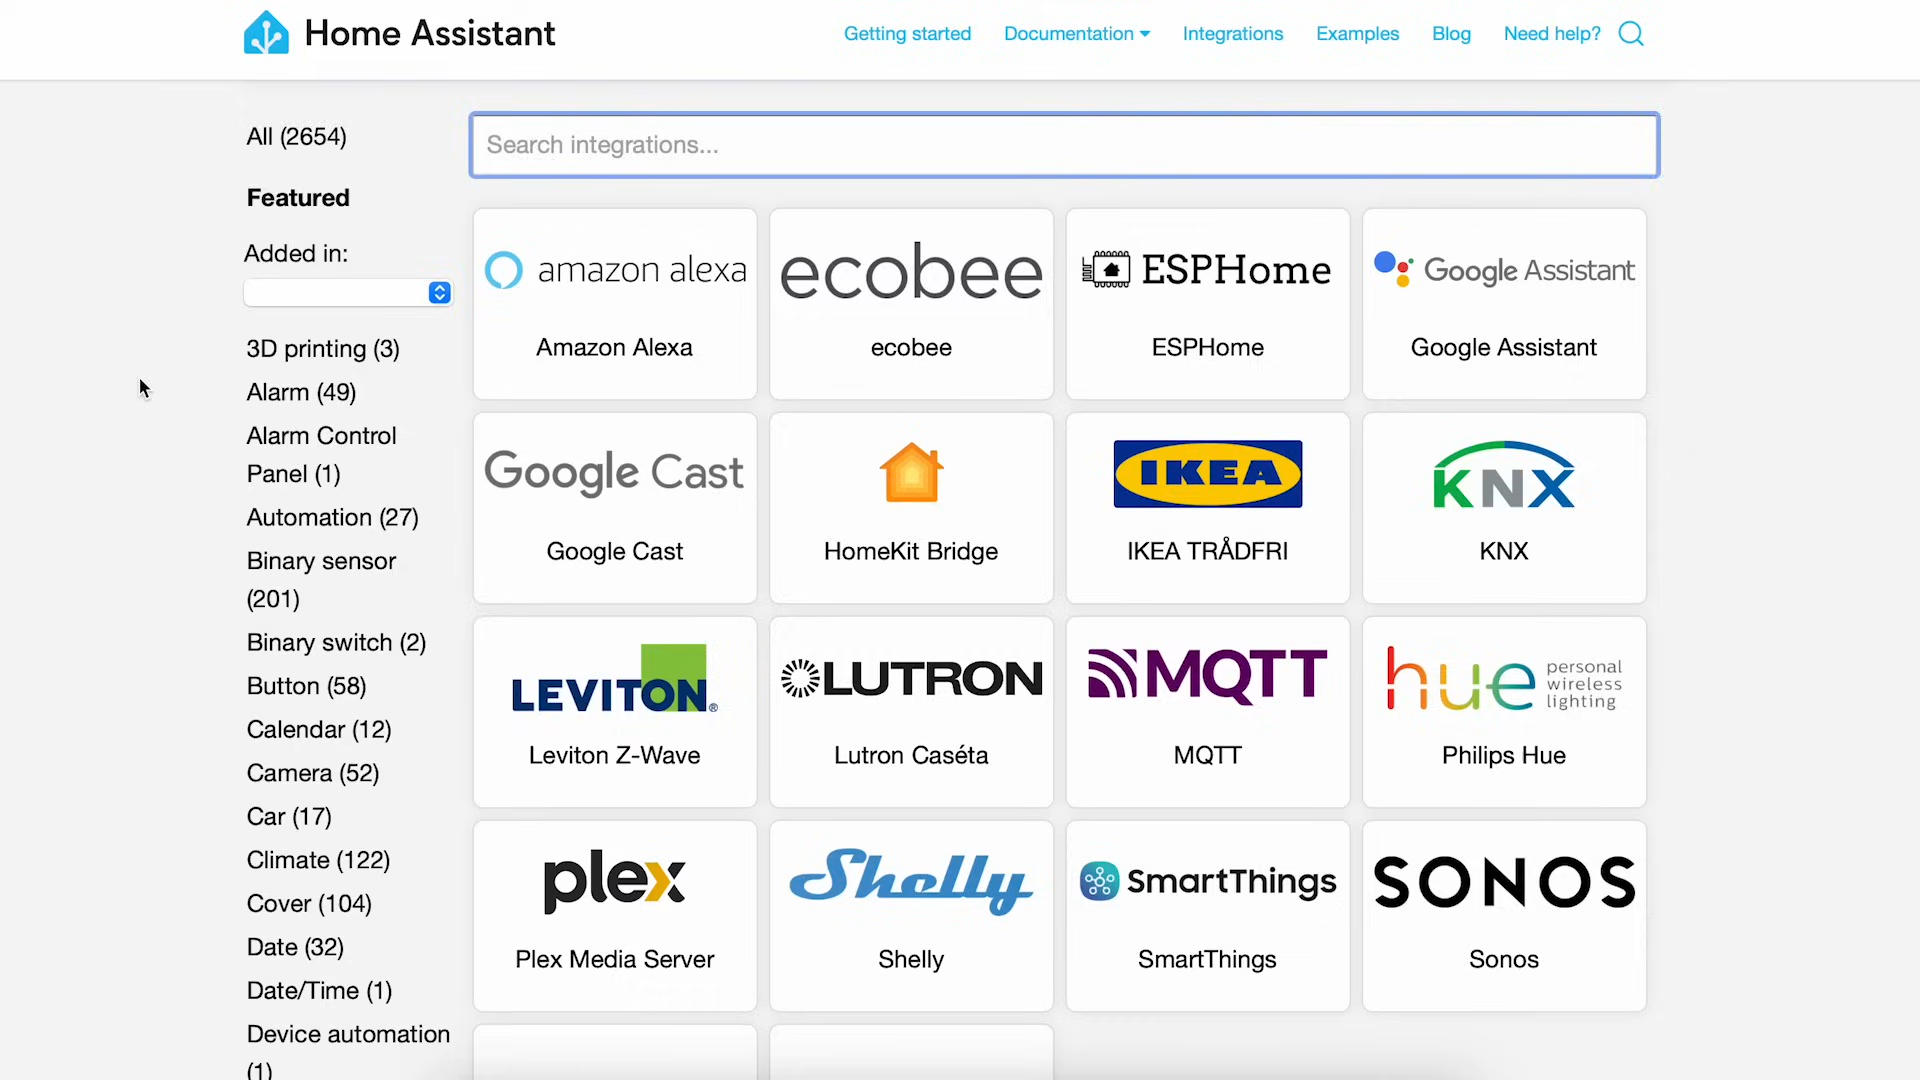 Home Assistant
Getting started
Documentation
Integrations
Examples
Blog
Need help?
All (2654)
Featured
Added in:
3D printing (3)
Alarm (49)
Alarm Control
Panel (1)
Automation (27)
Binary sensor
(201)
Binary switch (2)
Button (58)
Calendar (12)
Camera (52)
Car (17)
Climate (122)
Cover (104)
Date (32)
Date/Time (1)
Device automation
(1)
Search integrations...
amazon alexa
Amazon Alexa
ecobee
ecobee
ESPHome
ESPHome
Google Assistant
Google Assistant
Google Cast
Google Cast
HomeKit Bridge
IKEA
IKEA TRÅDFRI
KNX
KNX
LEVITON®
Leviton Z-Wave
LUTRON
Lutron Caséta
MQTT
MQTT
hue
personal
wireless
lighting
Philips Hue
plex
Plex Media Server
Shelly
Shelly
SmartThings
SmartThings
SONOS
Sonos